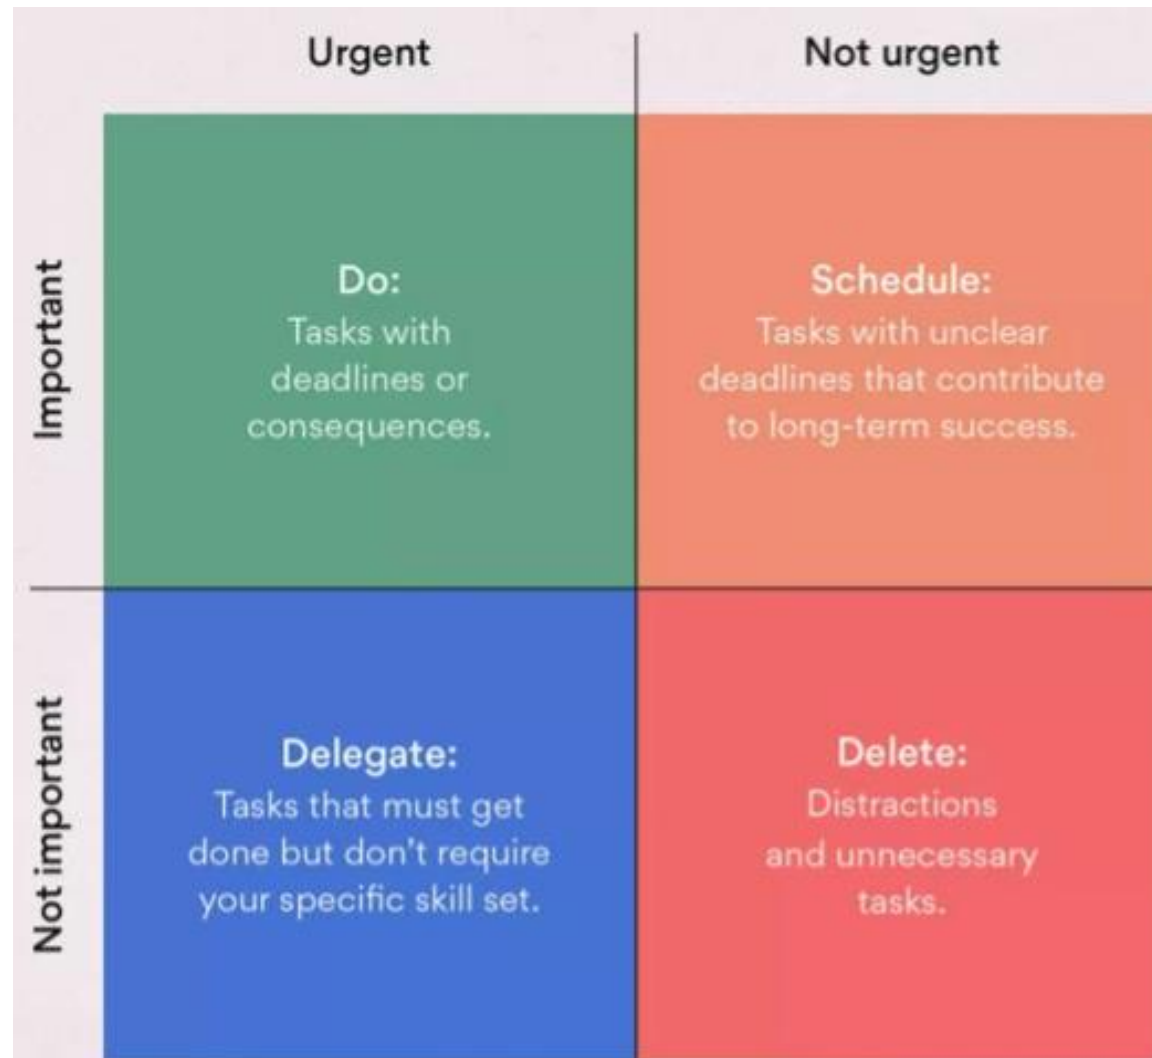 Urgent
Not urgent
Important
Do:
Tasks with
deadlines or
consequences.
Schedule:
Tasks with unclear
deadlines that contribute
to long-term success.
Not important
Delegate:
Tasks that must get
done but don't require
your specific skill set.
Delete:
Distractions
and unnecessary
tasks.